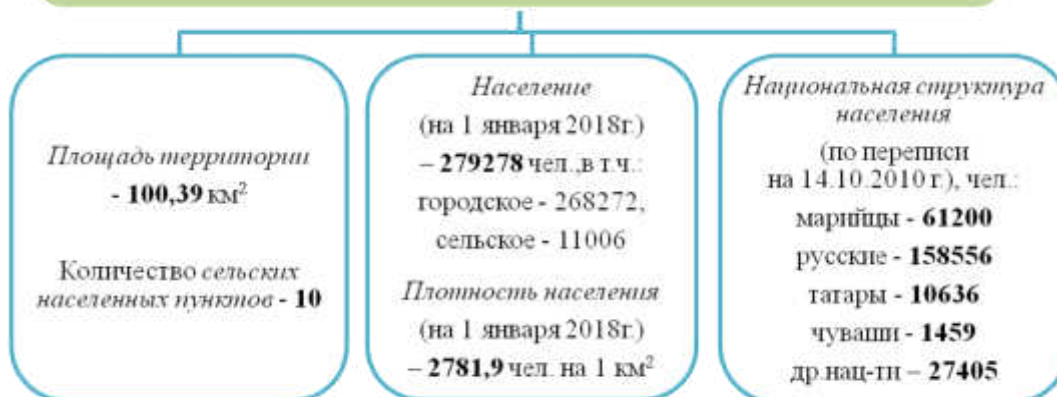 Площадь территории
- 100,39 км²
Количество сельских
населенных пунктов - 10
Население
(на 1 января 2018г.)
– 279278 чел.,в т.ч.:
городское - 268272,
сельское - 11006
Плотность населения
(на 1 января 2018г.)
– 2781,9 чел. на 1 км²
Национальная структура
населения
(по переписи
на 14.10.2010 г.), чел.:
марийцы - 61200
русские - 158556
татары - 10636
чуваши - 1459
др.нац-ти – 27405